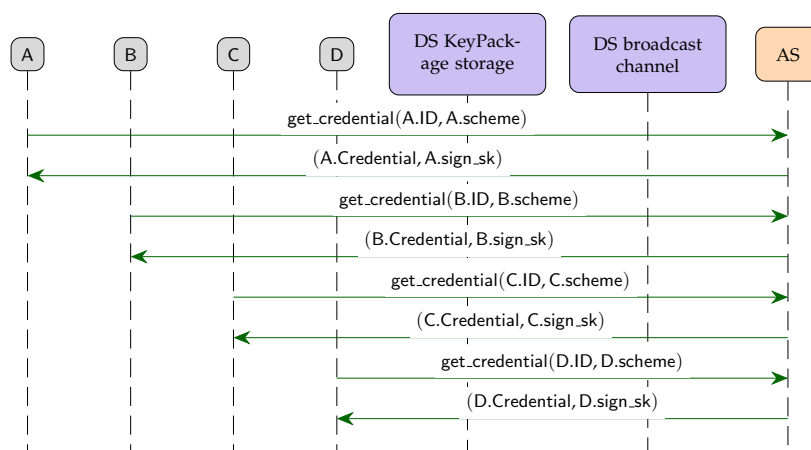 A
B
C
D
DS KeyPack-
age storage
DS broadcast
channel
AS
get_credential(A.ID, A.scheme)
(A.Credential, A.sign_sk)
get_credential(B.ID, B.scheme)
(B.Credential, B.sign_sk)
get_credential(C.ID, C.scheme)
(C.Credential, C.sign_sk)
get_credential(D.ID, D.scheme)
(D.Credential, D.sign_sk)